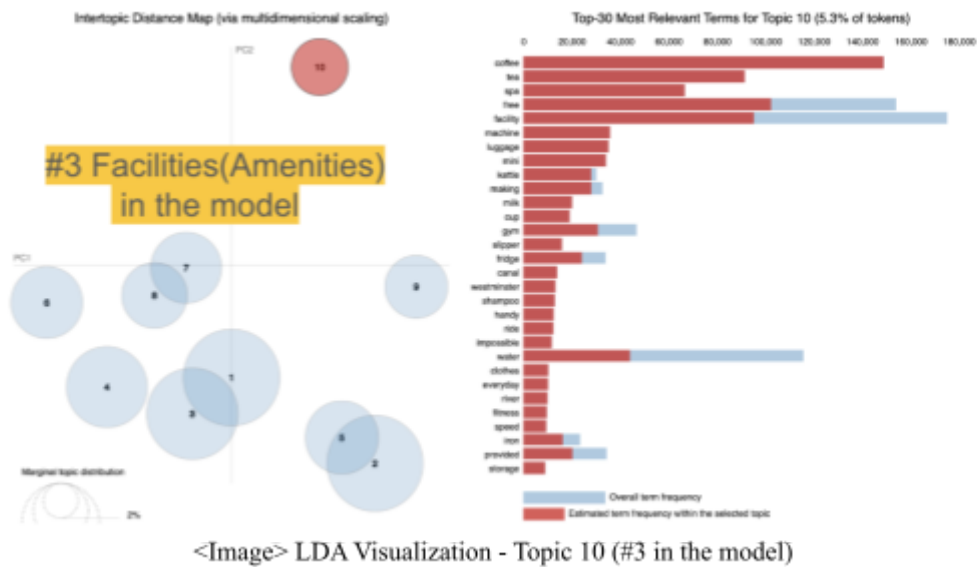 Intertopic Distance Map (via multidimensional scaling)
PC2
10
#3 Facilities(Amenities)
in the model
PC1
7
8
6
9
4
1
3
5
2
Marginal topic distribution
2%
Top-30 Most Relevant Terms for Topic 10 (5.3% of tokens)
0 20,000 40,000 60,000 80,000 100,000 120,000 140,000 160,000 180,000
coffee
tea
spa
free
facility
machine
luggage
mini
kettle
making
milk
cup
gym
slipper
fridge
canal
westminster
shampoo
handy
ride
impossible
water
clothes
everyday
river
fitness
speed
iron
provided
storage
Overall term frequency
Estimated term frequency within the selected topic
<Image> LDA Visualization - Topic 10 (#3 in the model)